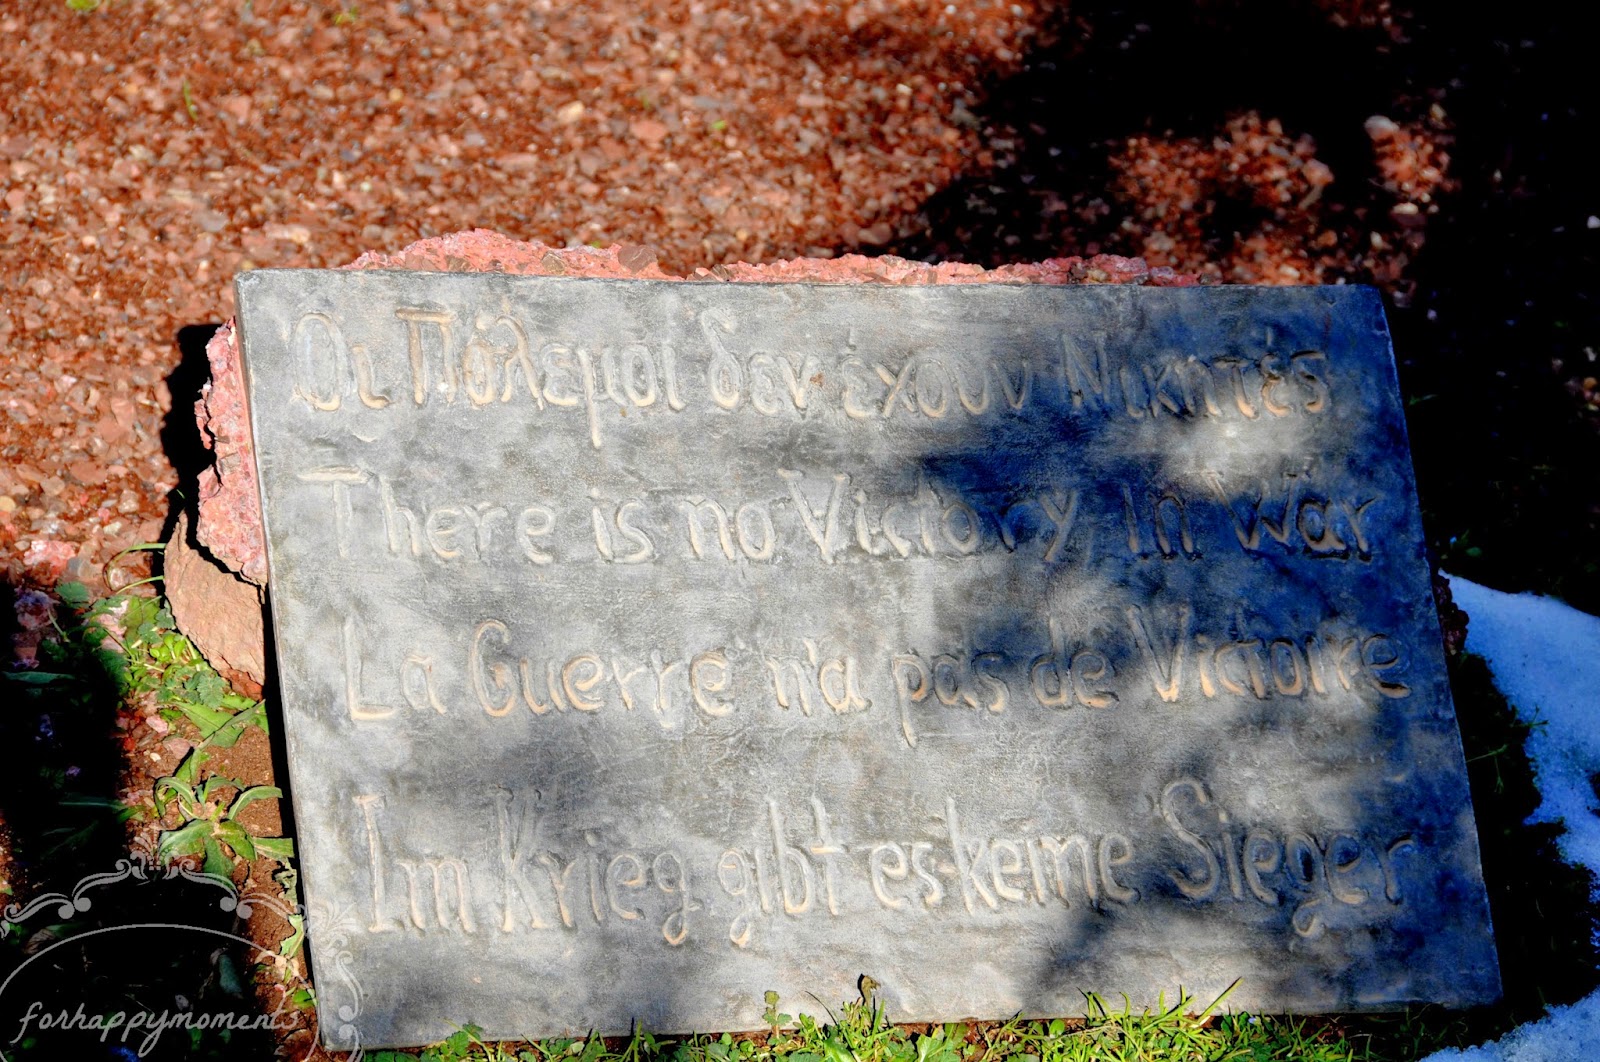 Οι Πόλεμοι δεν έχουν Νικητές
There is no Victory in War
La Guerre n'a pas de Victoire
Im Krieg gibt es keine Sieger
forhappymoments